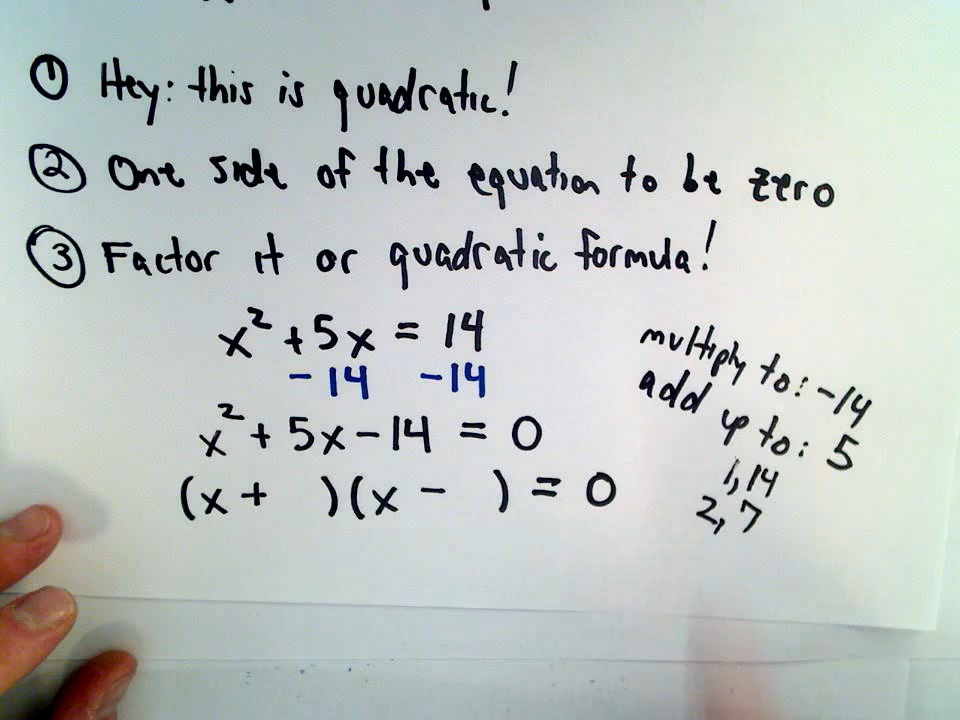 ① Hey: this is quadratic!
② One side of the equation to be zero
③ Factor it or quadratic formula!
x² + 5x = 14
-14 -14
x² + 5x - 14 = 0
(x + )(x - ) = 0
multiply to: -14
add up to: 5
1, 14
2, 7